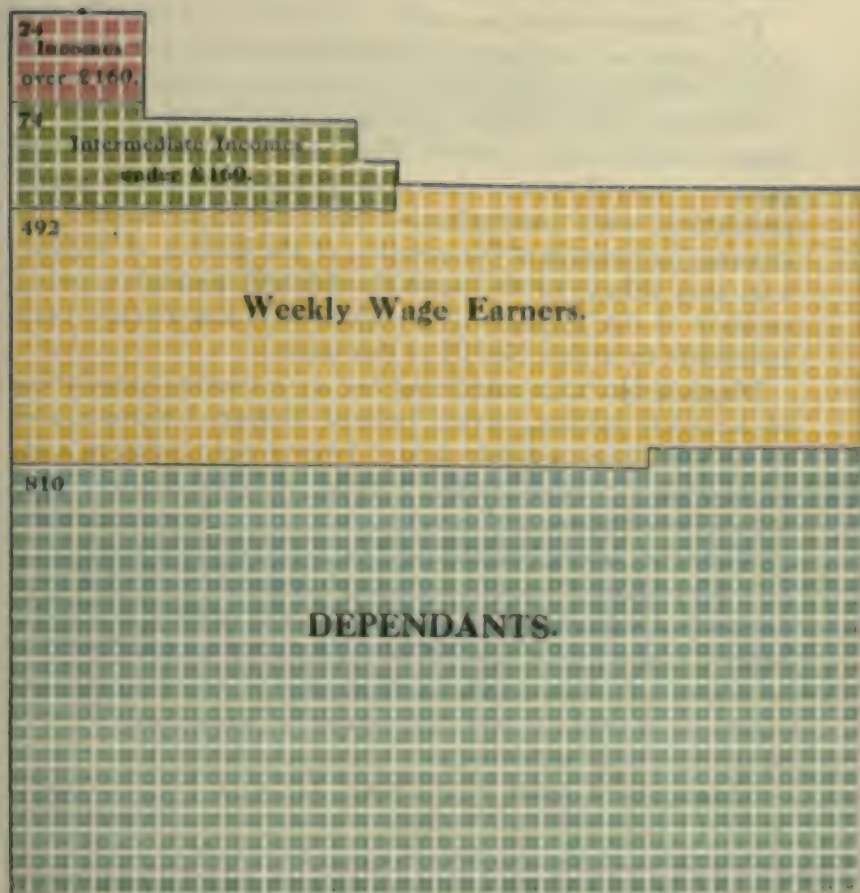 24
Incomes
over £160.
74
Intermediate Incomes
under £160.
492
Weekly Wage Earners.
810
DEPENDANTS.